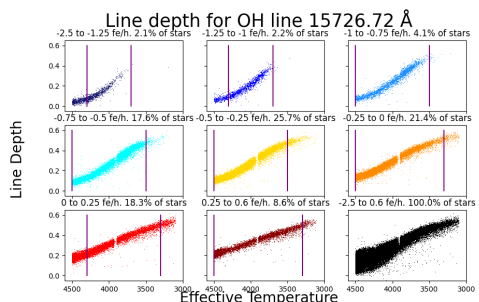 Line depth for OH line 15726.72 Å
-2.5 to -1.25 fe/h. 2.1% of stars
-1.25 to -1 fe/h. 2.2% of stars
-1 to -0.75 fe/h. 4.1% of stars
0.6
0.4
0.2
0.0
-0.75 to -0.5 fe/h. 17.6% of stars
-0.5 to -0.25 fe/h. 25.7% of stars
-0.25 to 0 fe/h. 21.4% of stars
0.6
0.4
0.2
0.0
Line Depth
0 to 0.25 fe/h. 18.3% of stars
0.25 to 0.6 fe/h. 8.6% of stars
-2.5 to 0.6 fe/h. 100.0% of stars
0.6
0.4
0.2
0.0
4500 4000 3500 3000
4500 4000 3500 3000
4500 4000 3500 3000
Effective Temperature